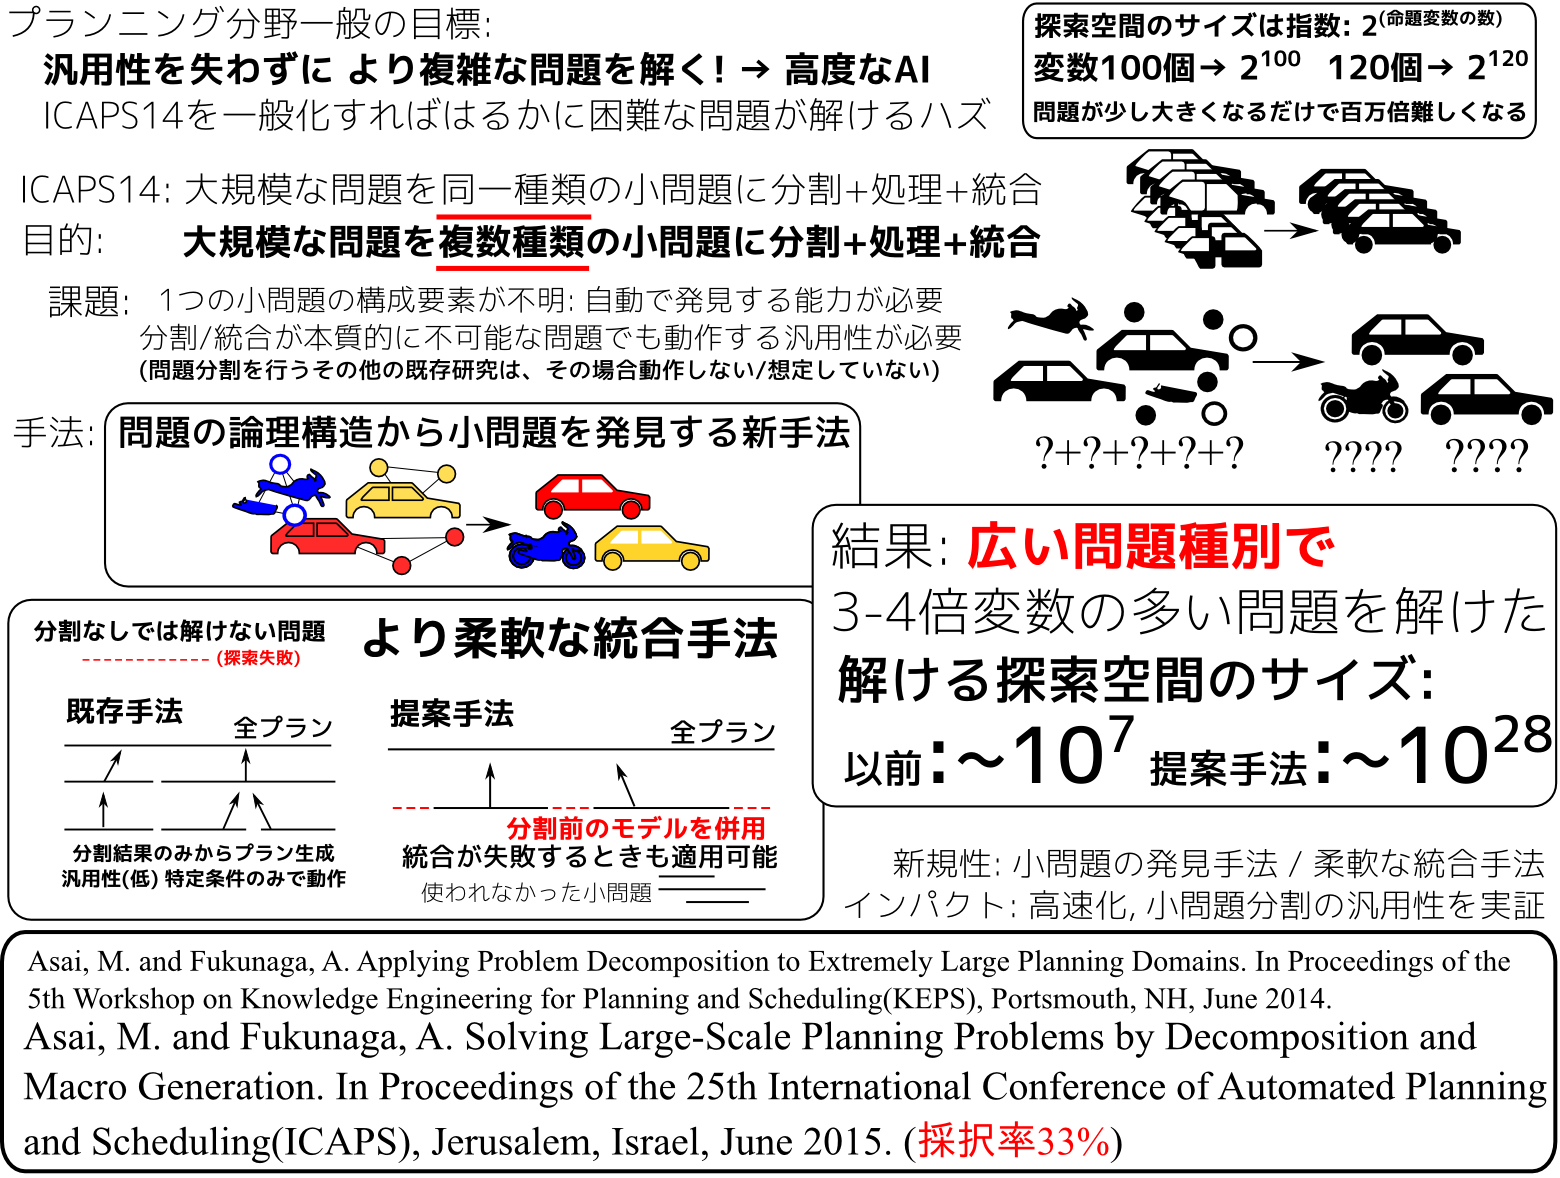 プランニング分野一般の目標:
汎用性を失わずに より複雑な問題を解く! → 高度なAI
ICAPS14を一般化すればはるかに困難な問題が解けるハズ
探索空間のサイズは指数: 2(命題変数の数)
変数100個→ 2^100 120個→ 2^120
問題が少し大きくなるだけで百万倍難しくなる
ICAPS14: 大規模な問題を同一種類の小問題に分割+処理+統合
目的: 大規模な問題を複数種類の小問題に分割+処理+統合
課題: 1つの小問題の構成要素が不明: 自動で発見する能力が必要
分割/統合が本質的に不可能な問題でも動作する汎用性が必要
(問題分割を行うその他の既存研究は、その場合動作しない/想定していない)
?+?+?+?+? ???? ????
手法: 問題の論理構造から小問題を発見する新手法
結果: 広い問題種別で
3-4倍変数の多い問題を解けた
解ける探索空間のサイズ:
以前:~10^7 提案手法:~10^28
分割なしでは解けない問題
------------ (探索失敗)
より柔軟な統合手法
既存手法
全プラン
分割結果のみからプラン生成
汎用性(低) 特定条件のみで動作
提案手法
全プラン
分割前のモデルを併用
統合が失敗するときも適用可能
使われなかった小問題
新規性: 小問題の発見手法 / 柔軟な統合手法
インパクト: 高速化, 小問題分割の汎用性を実証
Asai, M. and Fukunaga, A. Applying Problem Decomposition to Extremely Large Planning Domains. In Proceedings of the
5th Workshop on Knowledge Engineering for Planning and Scheduling(KEPS), Portsmouth, NH, June 2014.
Asai, M. and Fukunaga, A. Solving Large-Scale Planning Problems by Decomposition and
Macro Generation. In Proceedings of the 25th International Conference of Automated Planning
and Scheduling(ICAPS), Jerusalem, Israel, June 2015. (採択率33%)